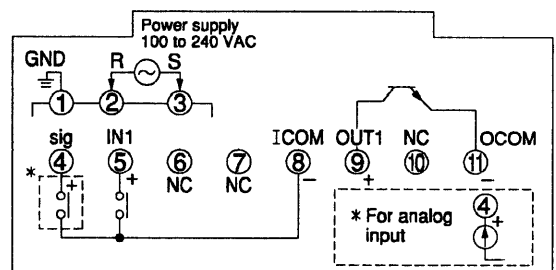 Power supply
100 to 240 VAC
GND
R S
1 2 3
sig IN1 ICOM OUT1 NC OCOM
4 5 6 7 8 9 10 11
* + + NC NC − + −
* For analog
input
4
+